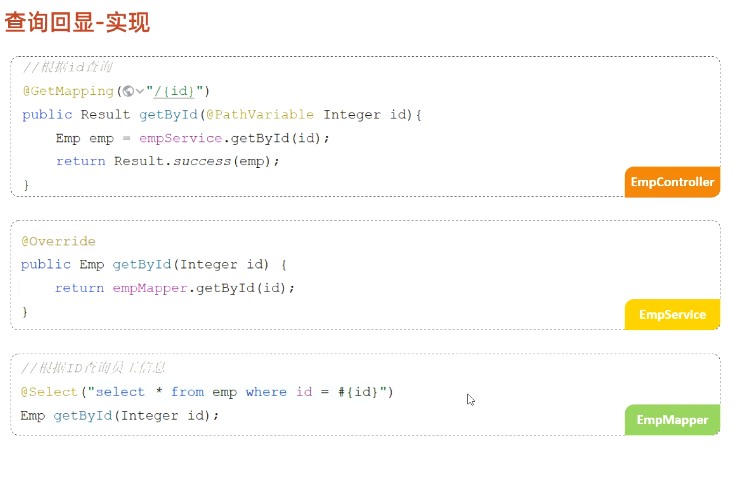 查询回显-实现
//根据id查询
@GetMapping("/{id}")
public Result getById(@PathVariable Integer id){
Emp emp = empService.getById(id);
return Result.success(emp);
}
EmpController
@Override
public Emp getById(Integer id) {
return empMapper.getById(id);
}
EmpService
//根据ID查询员工信息
@Select("select * from emp where id = #{id}")
Emp getById(Integer id);
EmpMapper